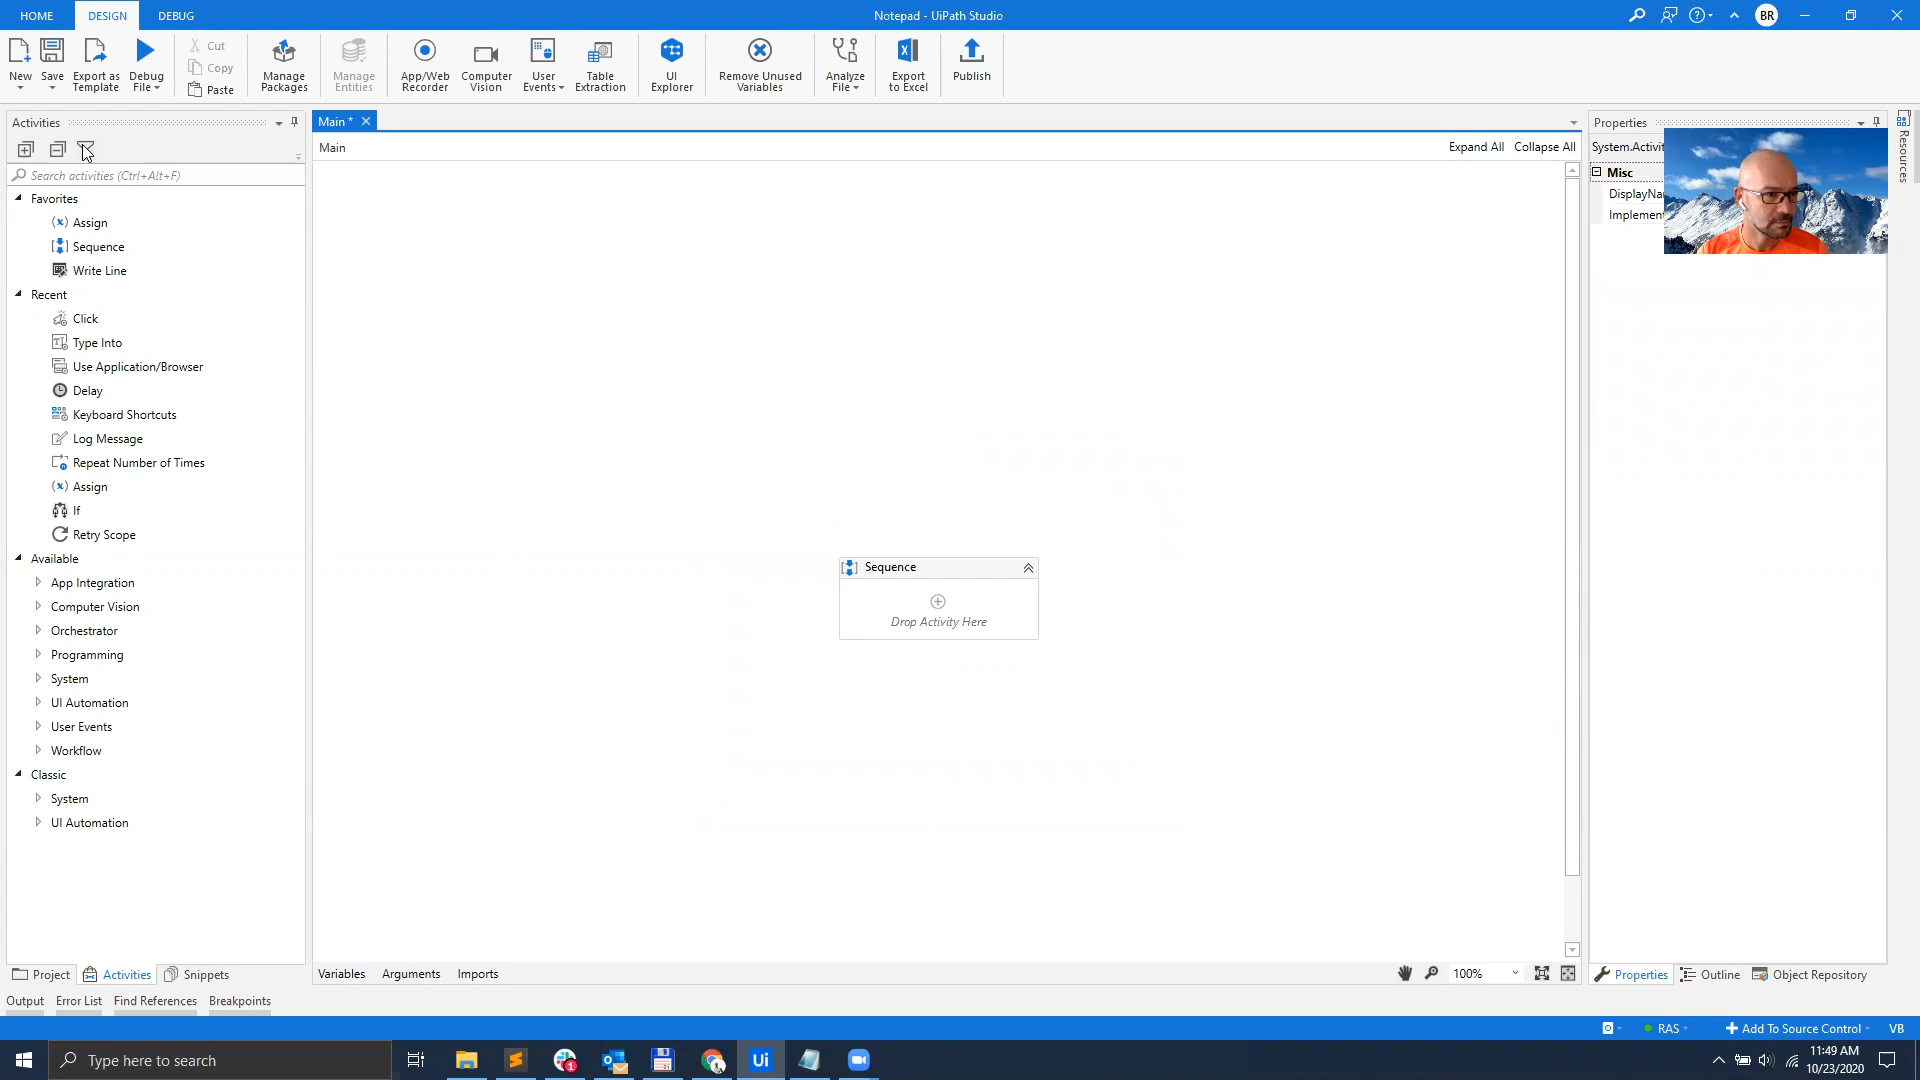 HOME DESIGN DEBUG Notepad - UiPath Studio BR
New Save Export as Template Debug File Cut Copy Paste Manage Packages Manage Entities App/Web Recorder Computer Vision User Events Table Extraction UI Explorer Remove Unused Variables Analyze File Export to Excel Publish
Activities
Search activities (Ctrl+Alt+F)
Favorites
Assign
Sequence
Write Line
Recent
Click
Type Into
Use Application/Browser
Delay
Keyboard Shortcuts
Log Message
Repeat Number of Times
Assign
If
Retry Scope
Available
App Integration
Computer Vision
Orchestrator
Programming
System
UI Automation
User Events
Workflow
Classic
System
UI Automation
Project Activities Snippets
Main *
Main Expand All Collapse All
Sequence
Drop Activity Here
Variables Arguments Imports 100%
Properties
System.Activit
Misc
DisplayNa
Implement
Resources
Properties Outline Object Repository
Output Error List Find References Breakpoints
RAS Add To Source Control VB
Type here to search
Ui
1
11:49 AM
10/23/2020